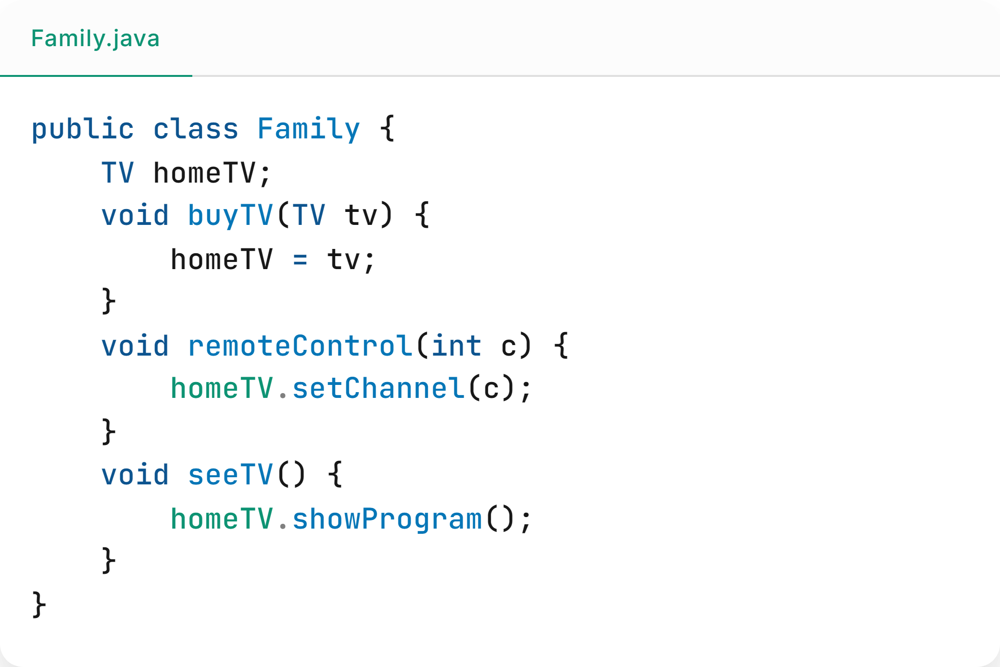 Family.java
public class Family {
    TV homeTV;
    void buyTV(TV tv) {
        homeTV = tv;
    }
    void remoteControl(int c) {
        homeTV.setChannel(c);
    }
    void seeTV() {
        homeTV.showProgram();
    }
}